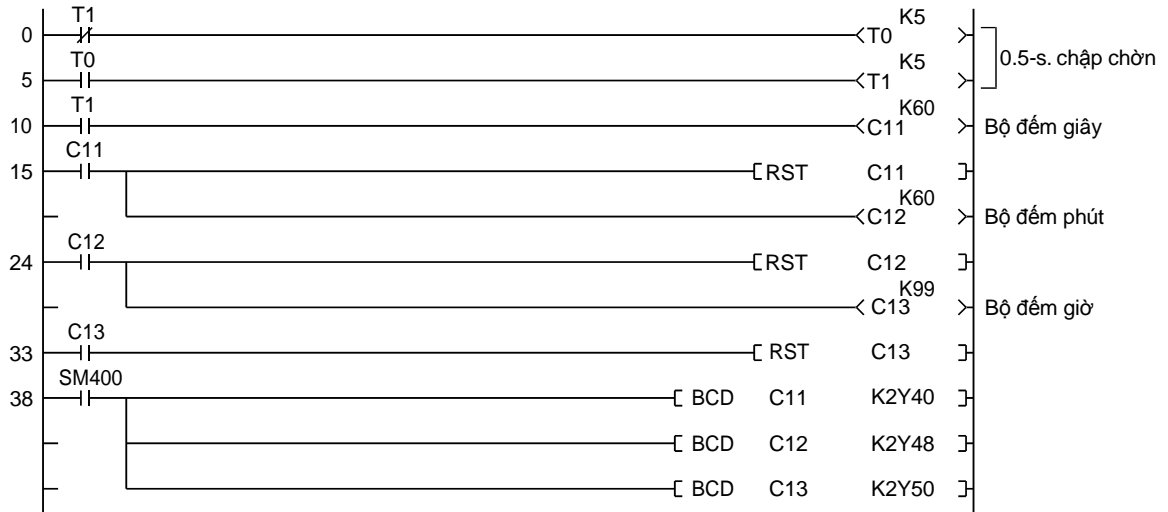 T1 K5
0 T0 0.5-s. chập chờn
T0 K5
5 T1
T1 K60
10 C11 Bộ đếm giây
C11
15 RST C11
K60
C12 Bộ đếm phút
C12
24 RST C12
K99
C13 Bộ đếm giờ
C13
33 RST C13
SM400
38 BCD C11 K2Y40
BCD C12 K2Y48
BCD C13 K2Y50